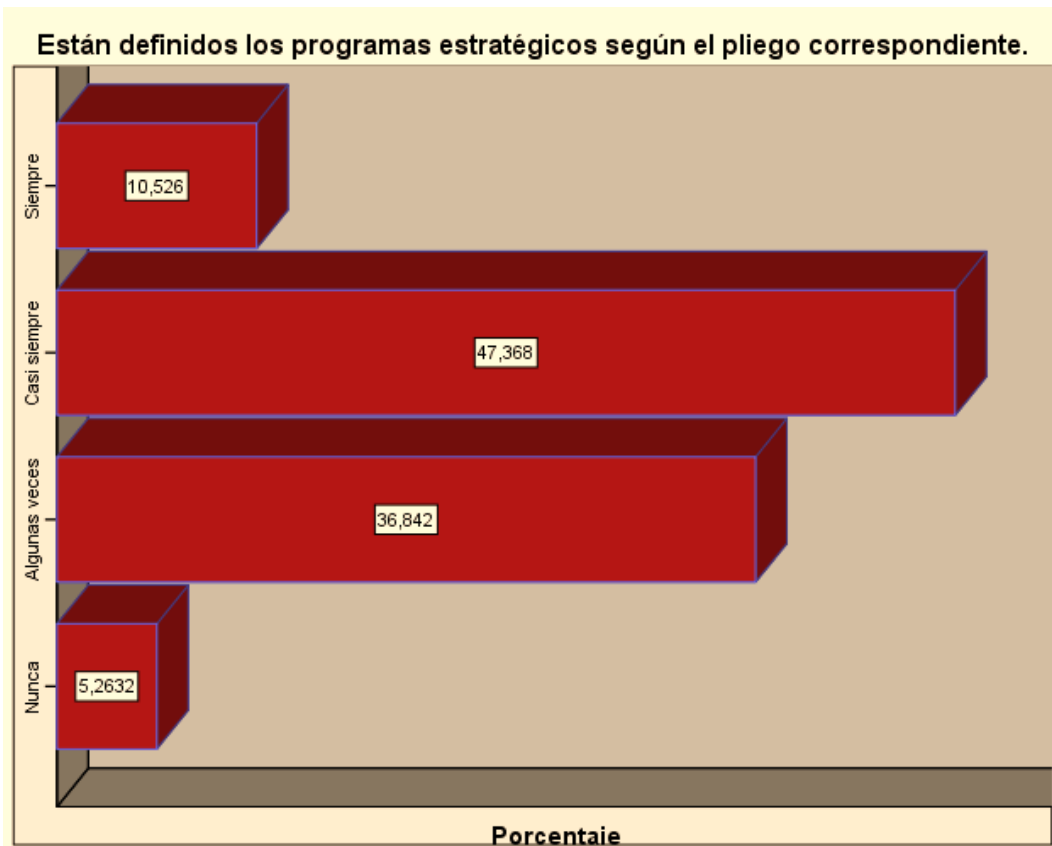 Están definidos los programas estratégicos según el pliego correspondiente.
Siempre
10,526
Casi siempre
47,368
Algunas veces
36,842
Nunca
5,2632
Porcentaje